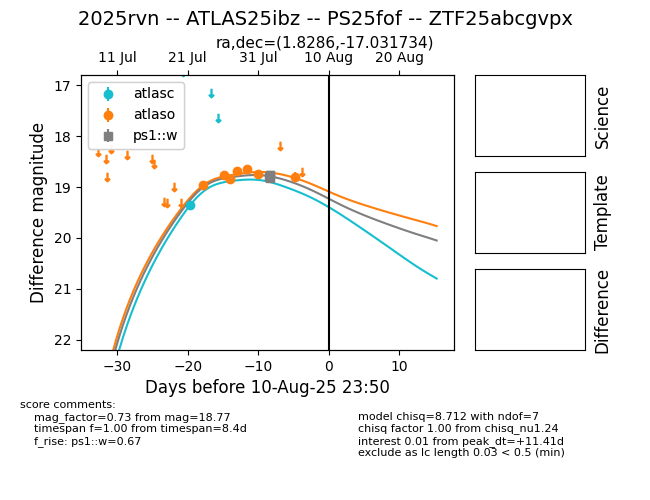 2025rvn -- ATLAS25ibz -- PS25fof -- ZTF25abcgvpx
ra,dec=(1.8286,-17.031734)
11 Jul 21 Jul 31 Jul 10 Aug 20 Aug
atlasc
atlaso
ps1::w
17
18
19
20
21
22
Difference magnitude
−30 −20 −10 0 10
Days before 10-Aug-25 23:50
Science
Template
Difference
score comments:
mag_factor=0.73 from mag=18.77
timespan f=1.00 from timespan=8.4d
f_rise: ps1::w=0.67
model chisq=8.712 with ndof=7
chisq factor 1.00 from chisq_nu1.24
interest 0.01 from peak_dt=+11.41d
exclude as lc length 0.03 < 0.5 (min)